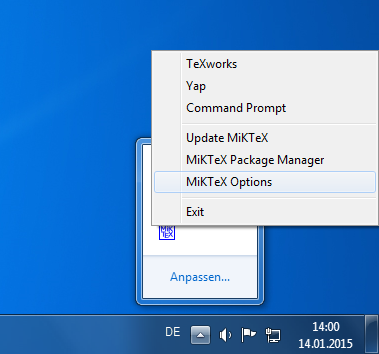 TeXworks
Yap
Command Prompt
Update MiKTeX
MiKTeX Package Manager
MiKTeX Options
Exit
MiK
TEX
Anpassen...
DE
14:00
14.01.2015